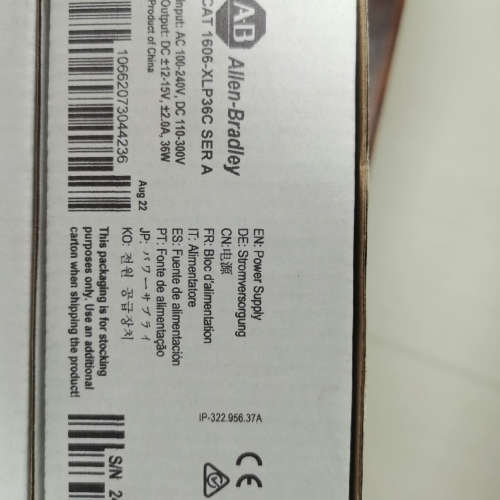 AB Allen-Bradley
CAT 1606-XLP36C SER A
Input: AC 100-240V, DC 110-300V
Output: DC ±12-15V, ±2.0A, 36W
Product of China
10662073044236
Aug 22
EN: Power Supply
DE: Stromversorgung
CN:电源
FR: Bloc d'alimentation
IT: Alimentatore
ES: Fuente de alimentación
PT: Fonte de alimentação
JP: パワーサプライ
KO: 전원 공급장치
This packaging is for stocking
purposes only. Use an additional
carton when shipping the product!
IP-322.956.37A
CE
S/N 2